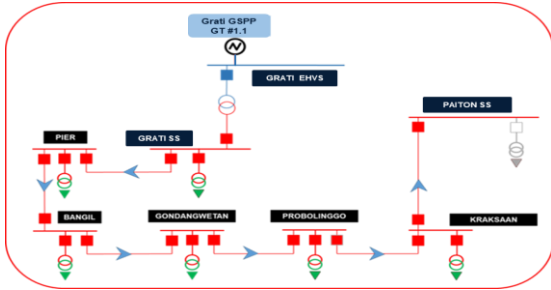 Grati GSPP
GT #1.1
GRATI EHVS
PAITON SS
PIER
GRATI SS
BANGIL
GONDANGWETAN
PROBOLINGGO
KRAKSAAN